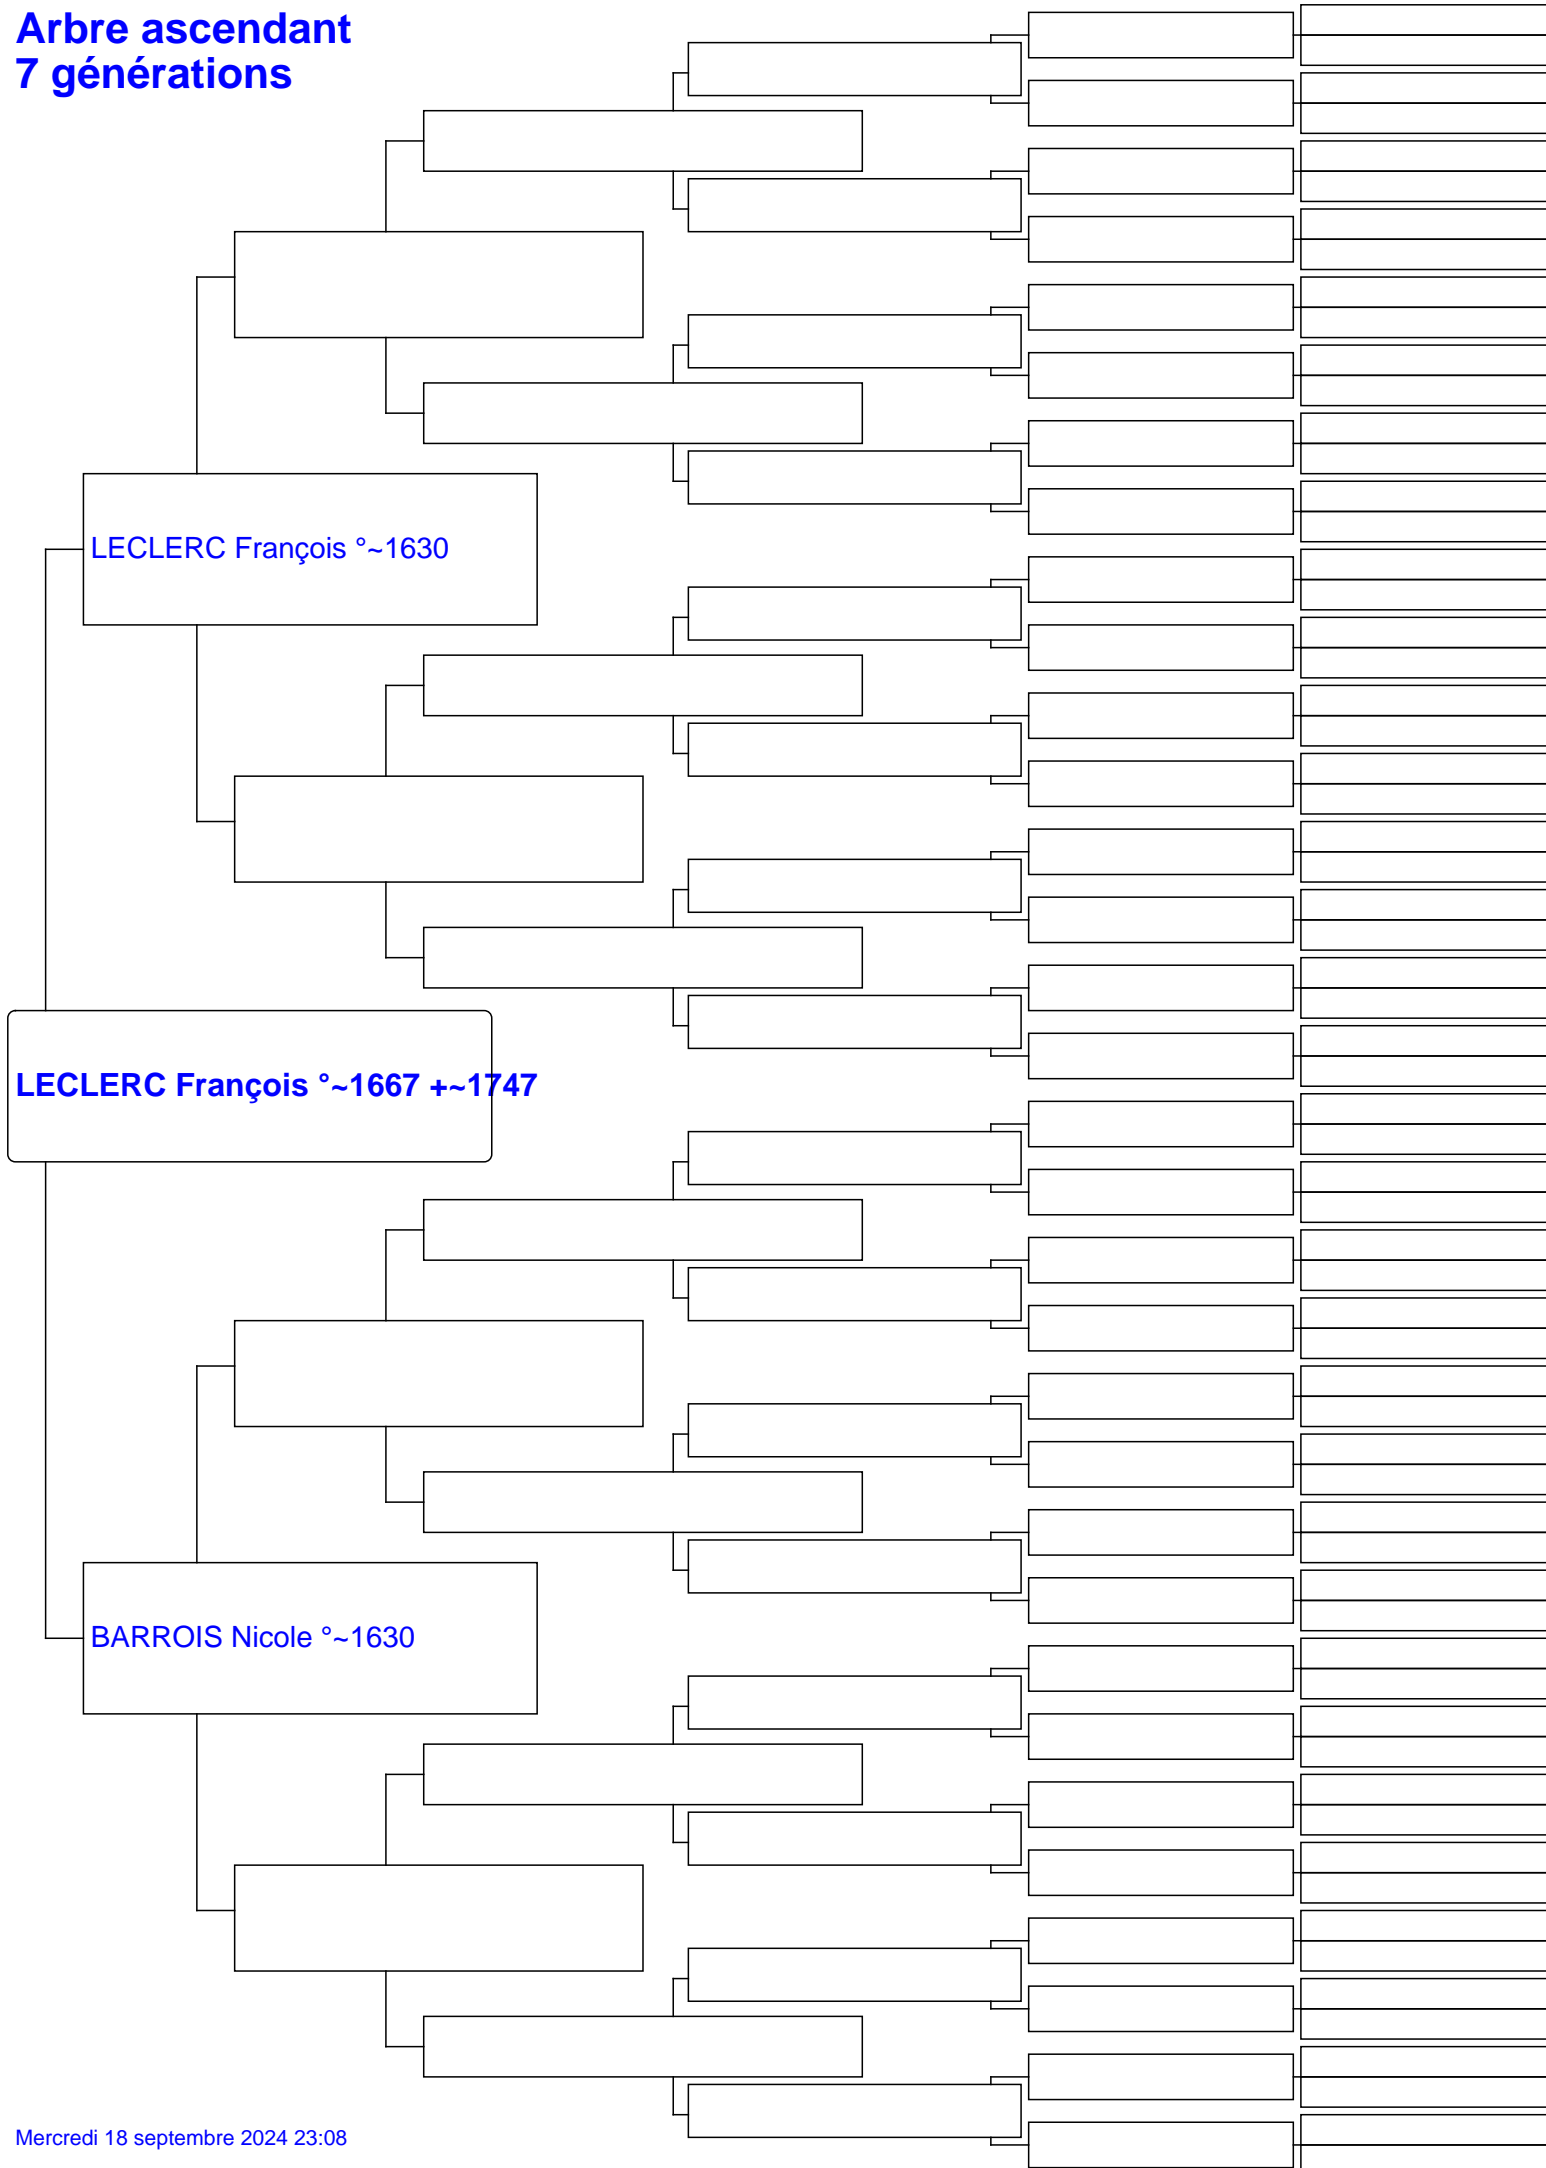 Arbre ascendant
7 générations
LECLERC François °~1630
LECLERC François °~1667 +~1747
BARROIS Nicole °~1630
Mercredi 18 septembre 2024 23:08